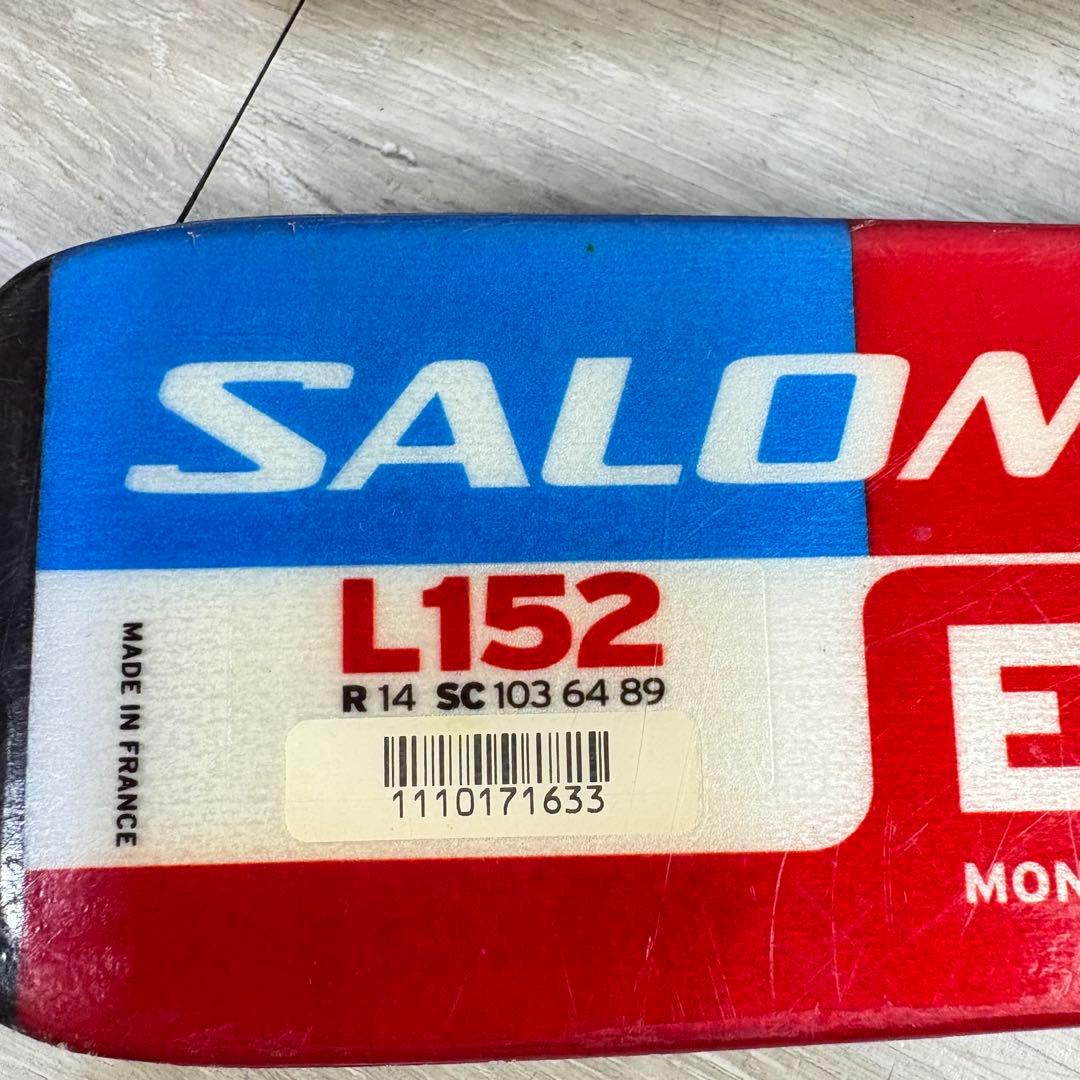 SALOM
L152
R 14 SC 103 64 89
1110171633
MADE IN FRANCE
E
MON